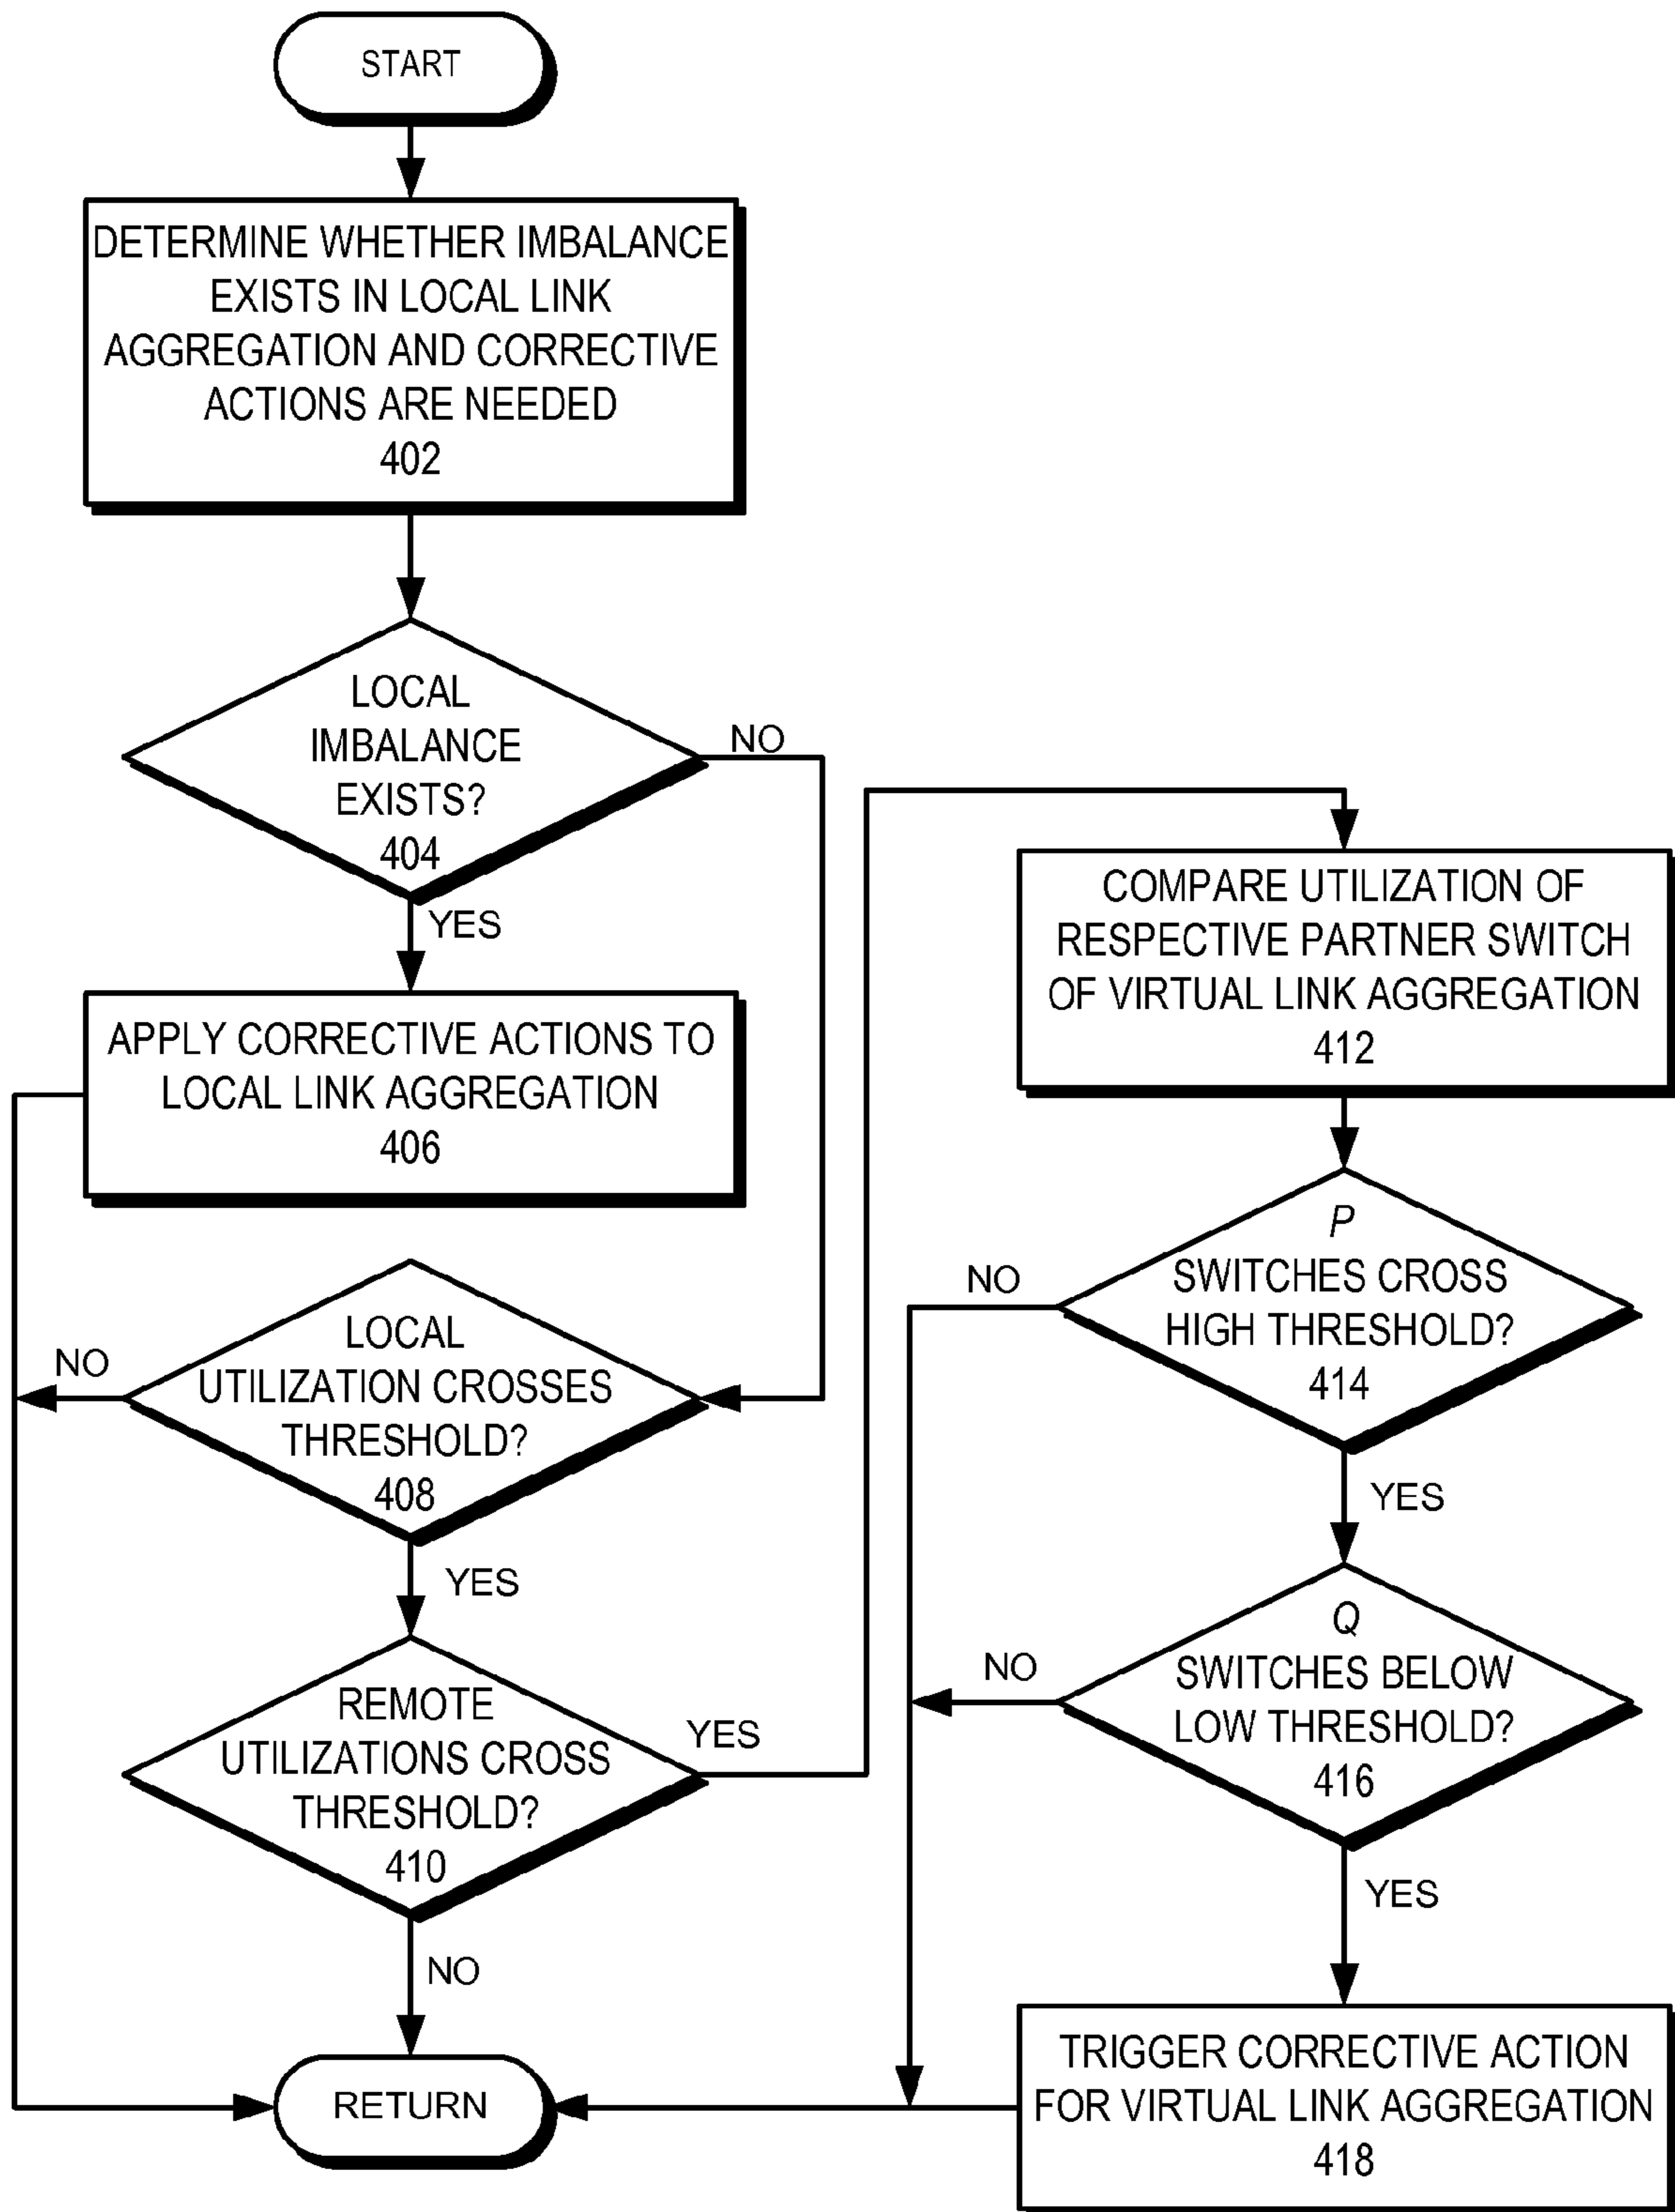 START
DETERMINE WHETHER IMBALANCE
EXISTS IN LOCAL LINK
AGGREGATION AND CORRECTIVE
ACTIONS ARE NEEDED
402
LOCAL
IMBALANCE
EXISTS?
404
NO
YES
APPLY CORRECTIVE ACTIONS TO
LOCAL LINK AGGREGATION
406
LOCAL
UTILIZATION CROSSES
THRESHOLD?
408
NO
YES
REMOTE
UTILIZATIONS CROSS
THRESHOLD?
410
YES
NO
RETURN
COMPARE UTILIZATION OF
RESPECTIVE PARTNER SWITCH
OF VIRTUAL LINK AGGREGATION
412
P
SWITCHES CROSS
HIGH THRESHOLD?
414
NO
YES
Q
SWITCHES BELOW
LOW THRESHOLD?
416
NO
YES
TRIGGER CORRECTIVE ACTION
FOR VIRTUAL LINK AGGREGATION
418